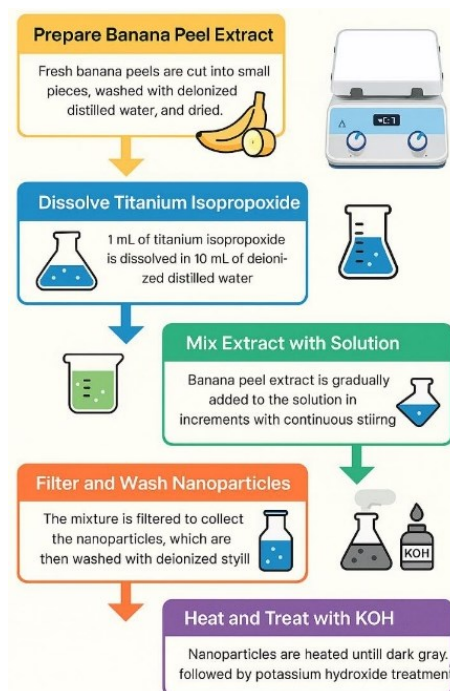 Prepare Banana Peel Extract
Fresh banana peels are cut into small
pieces, washed with delonized
distilled water, and dried.
Dissolve Titanium Isopropoxide
1 mL of titanium isopropoxide
is dissolved in 10 mL of deioni-
zed distilled water
Mix Extract with Solution
Banana peel extract is gradually
added to the solution in
increments with continuous stiirng
Filter and Wash Nanoparticles
The mixture is filtered to collect
the nanoparticles, which are
then washed with deionized styill
KOH
Heat and Treat with KOH
Nanoparticles are heated untill dark gray.
followed by potassium hydroxide treatment